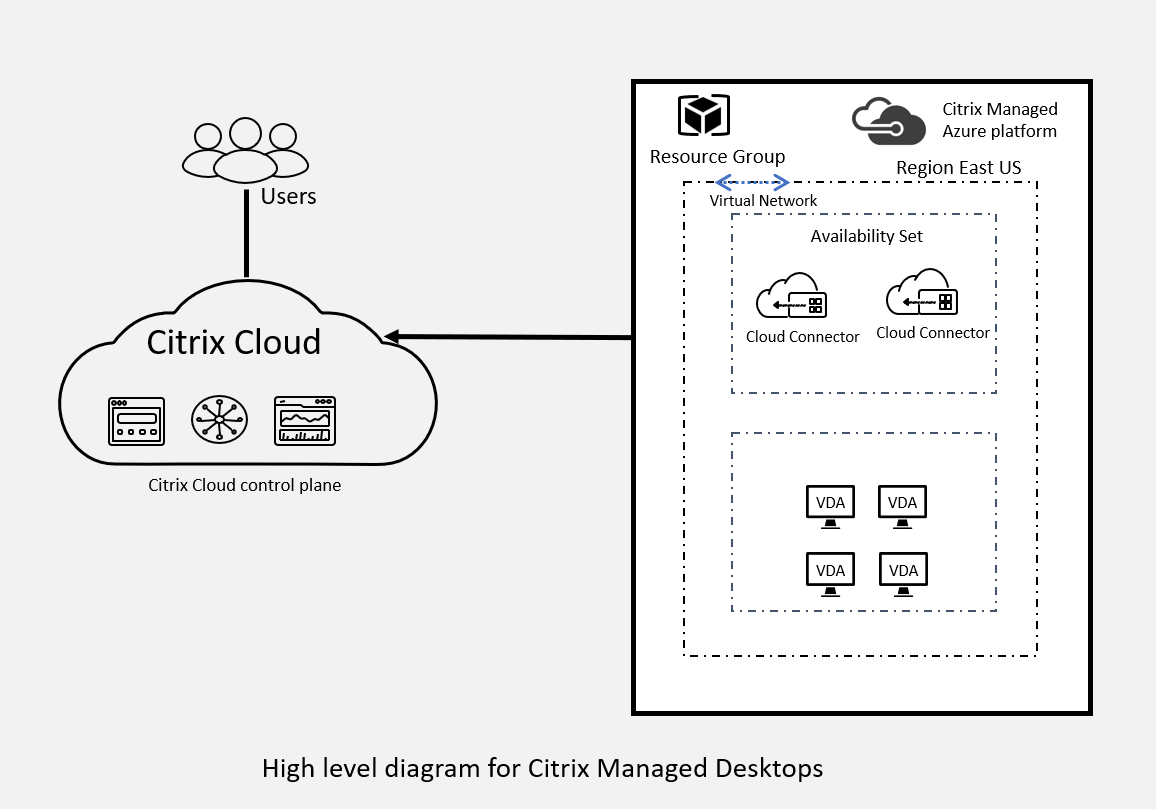 Users
Citrix Cloud
Citrix Cloud control plane
Resource Group
Citrix Managed
Azure platform
Region East US
Virtual Network
Availability Set
Cloud Connector
Cloud Connector
VDA
VDA
VDA
VDA
High level diagram for Citrix Managed Desktops